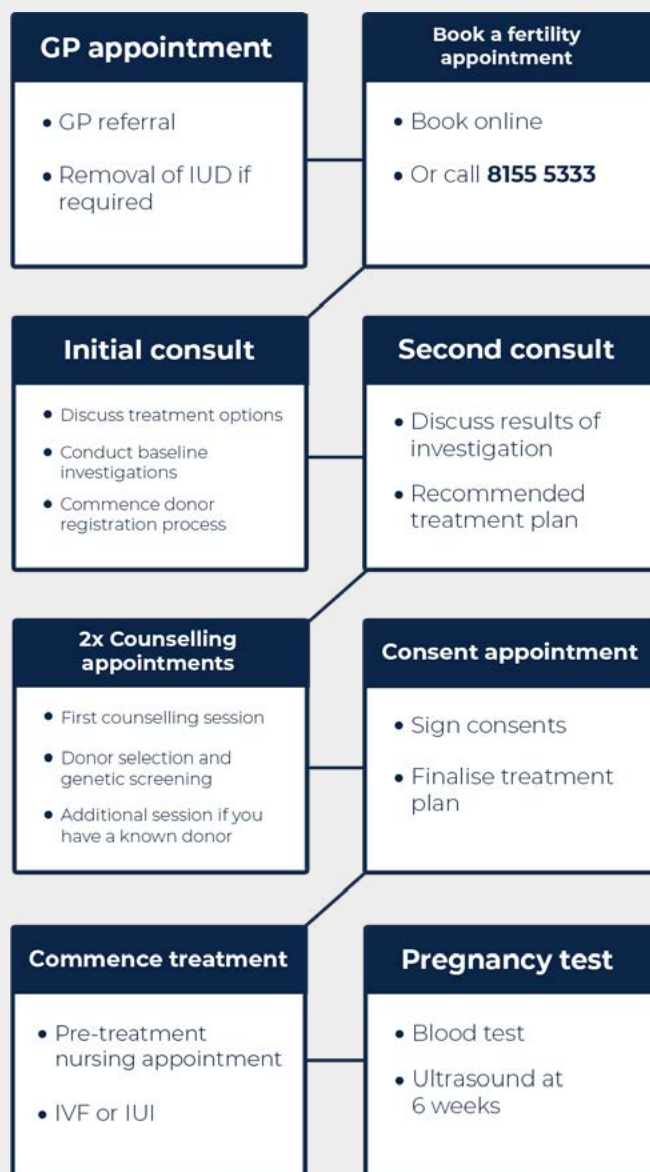 GP appointment
• GP referral
• Removal of IUD if
required
Book a fertility
appointment
• Book online
• Or call 8155 5333
Initial consult
• Discuss treatment options
• Conduct baseline
investigations
• Commence donor
registration process
Second consult
• Discuss results of
investigation
• Recommended
treatment plan
2x Counselling
appointments
• First counselling session
• Donor selection and
genetic screening
• Additional session if you
have a known donor
Consent appointment
• Sign consents
• Finalise treatment
plan
Commence treatment
• Pre-treatment
nursing appointment
• IVF or IUI
Pregnancy test
• Blood test
• Ultrasound at
6 weeks